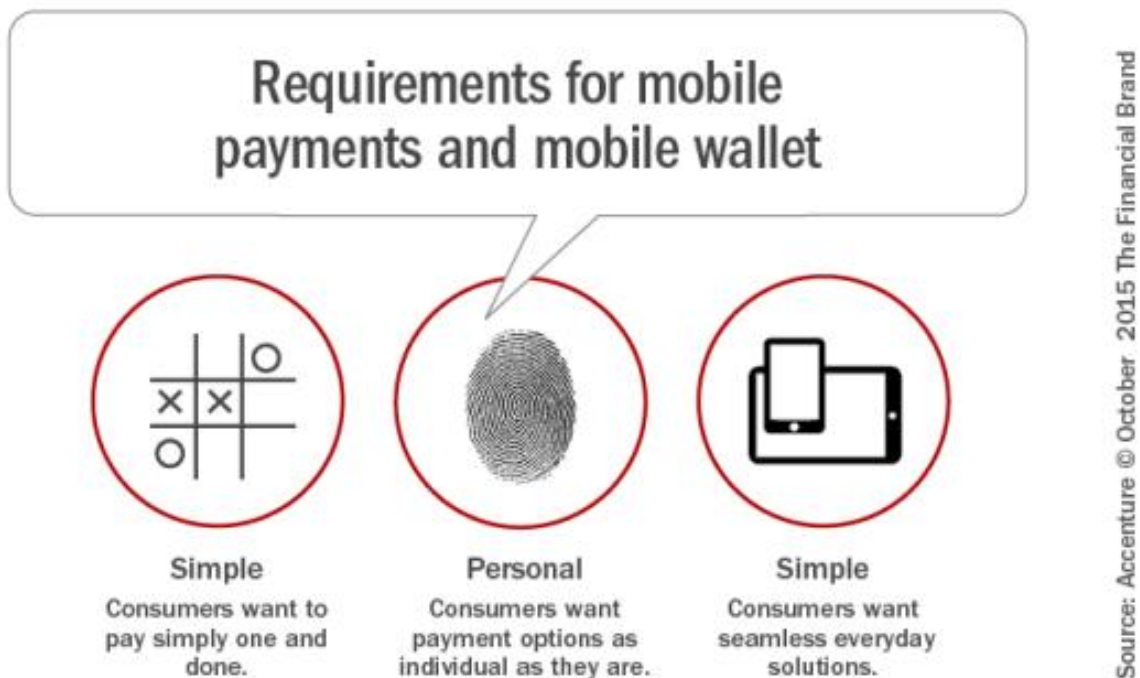 Requirements for mobile
payments and mobile wallet
Simple
Consumers want to
pay simply one and
done.
Personal
Consumers want
payment options as
individual as they are.
Simple
Consumers want
seamless everyday
solutions.
Source: Accenture © October 2015 The Financial Brand